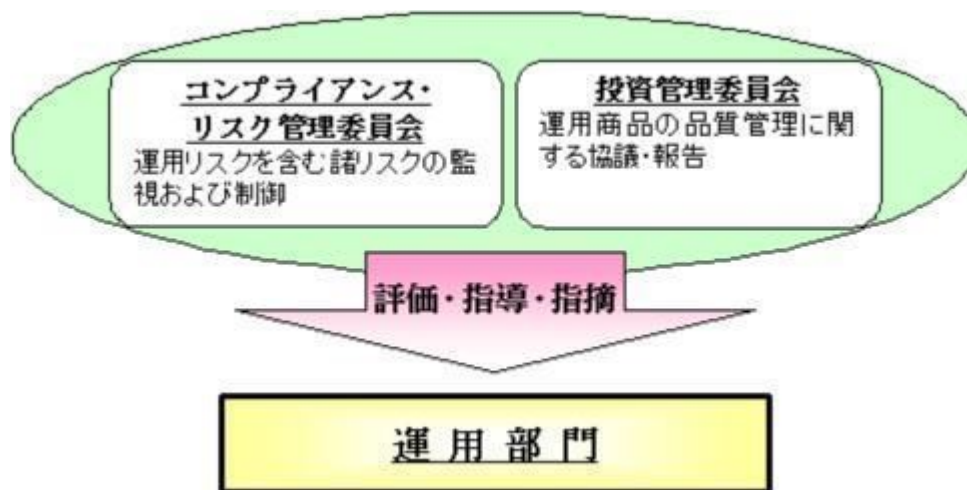 コンプライアンス・
リスク管理委員会
運用リスクを含む諸リスクの監
視および制御
投資管理委員会
運用商品の品質管理に関
する協議・報告
評価・指導・指摘
運用部門